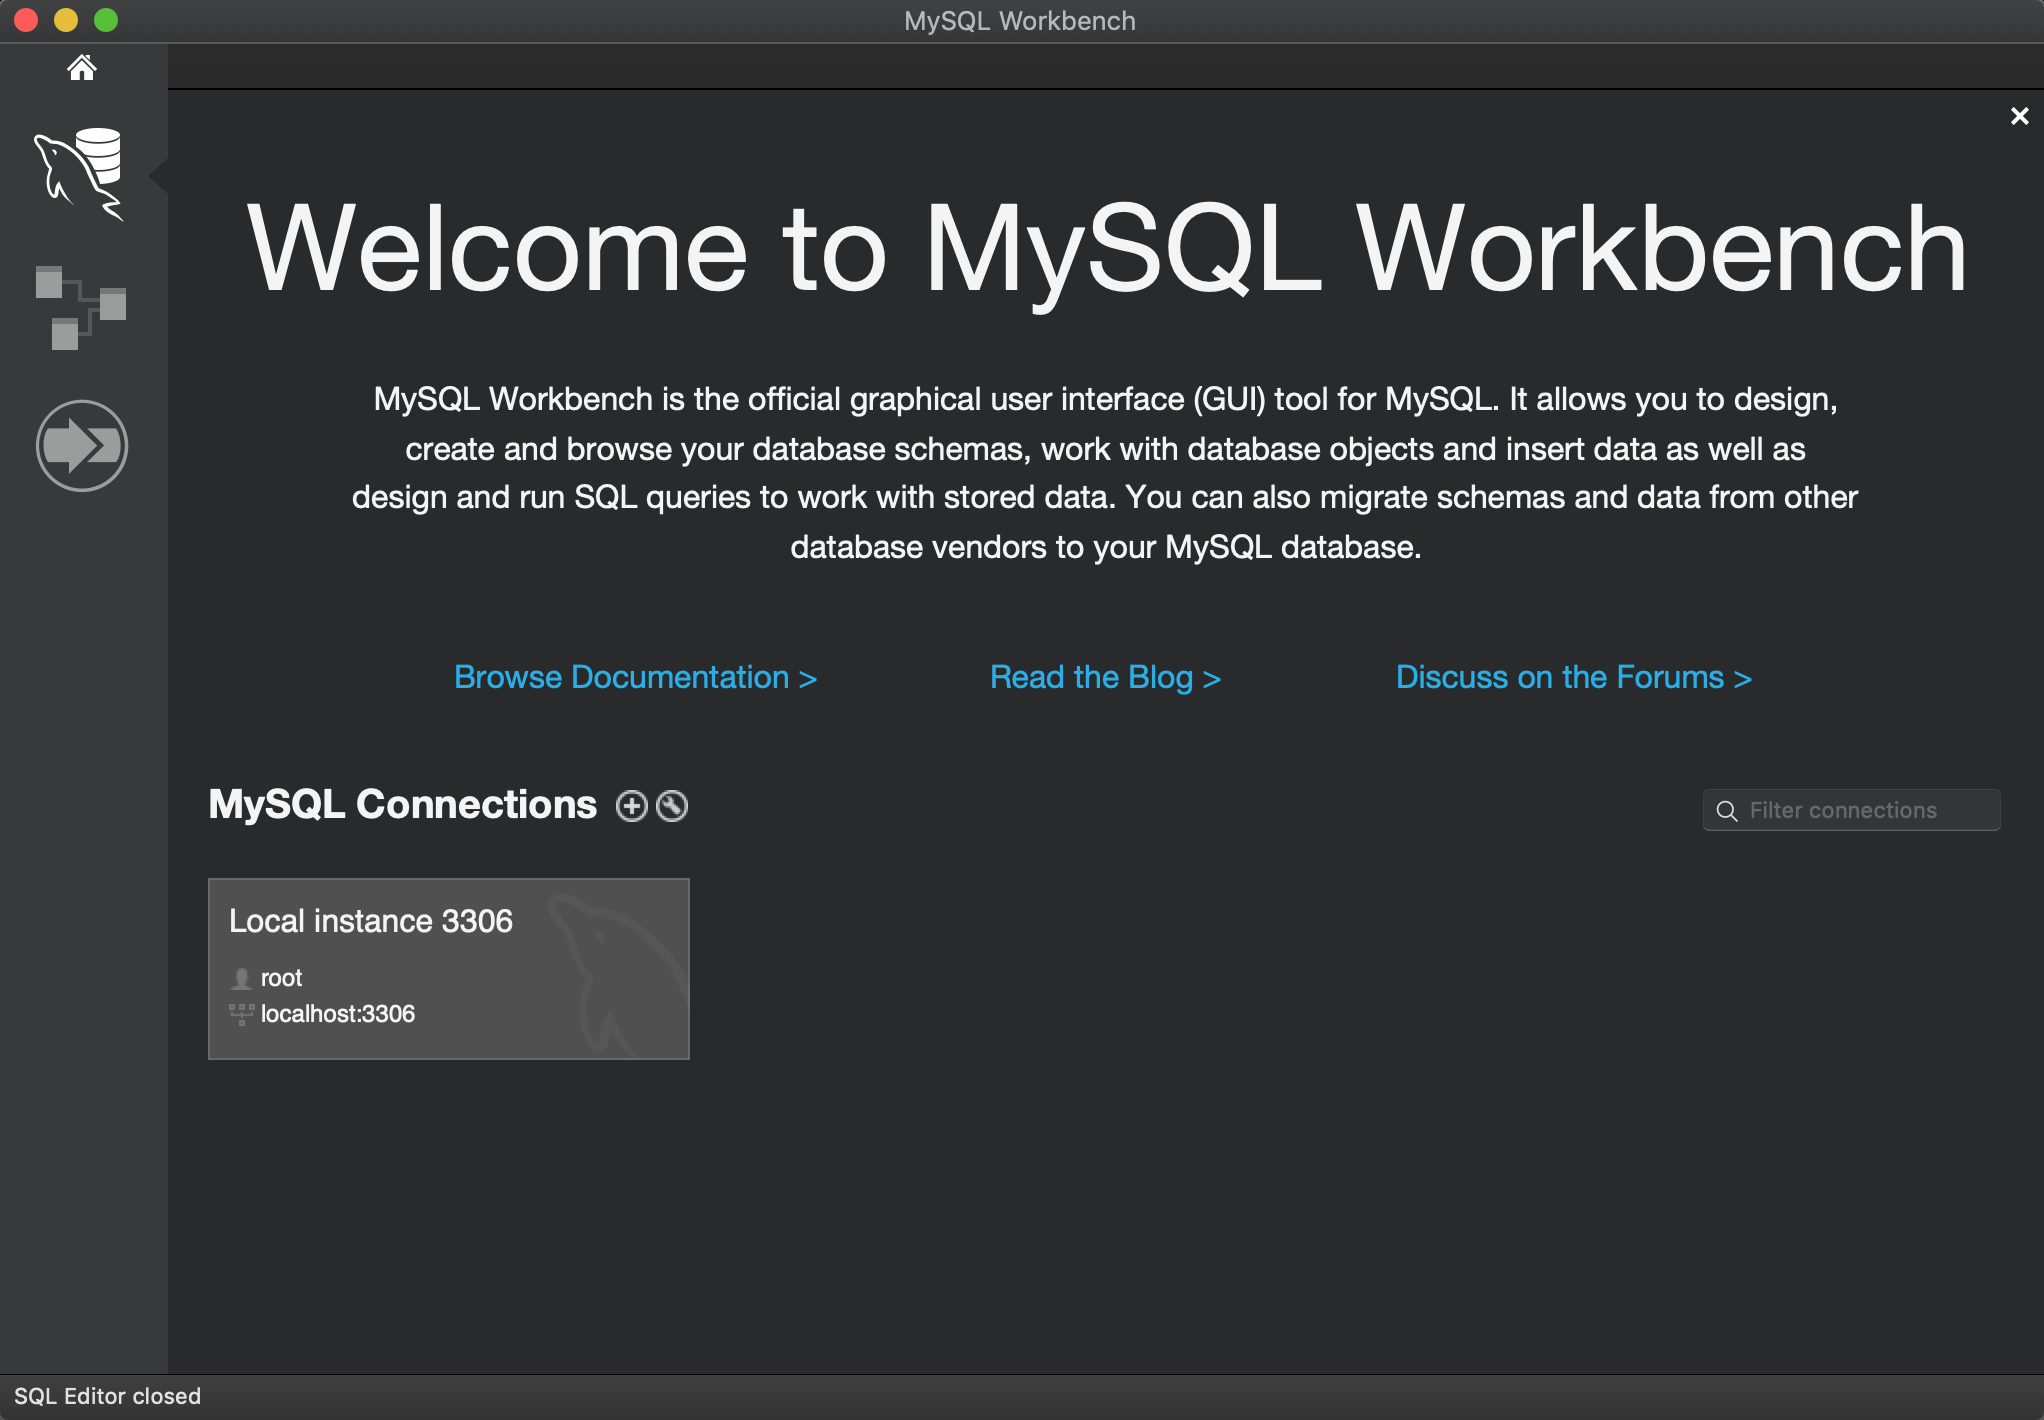 MySQL Workbench
Welcome to MySQL Workbench
MySQL Workbench is the official graphical user interface (GUI) tool for MySQL. It allows you to design,
create and browse your database schemas, work with database objects and insert data as well as
design and run SQL queries to work with stored data. You can also migrate schemas and data from other
database vendors to your MySQL database.
Browse Documentation >
Read the Blog >
Discuss on the Forums >
MySQL Connections
Filter connections
Local instance 3306
root
localhost:3306
SQL Editor closed